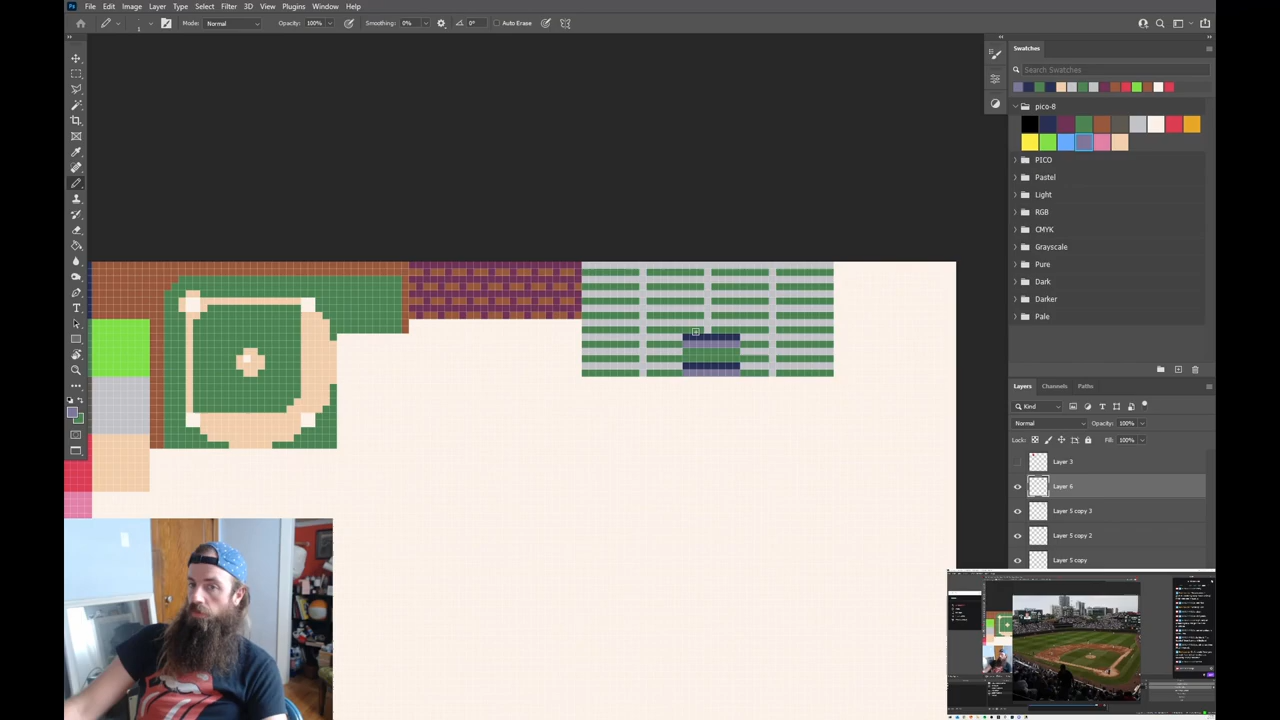 Ps File Edit Image Layer Type Select Filter 3D View Plugins Window Help
1 Mode: Normal Opacity: 100% Smoothing: 0% 0° Auto Erase
Swatches
Search Swatches
pico-8
PICO
Pastel
Light
RGB
CMYK
Grayscale
Pure
Dark
Darker
Pale
Layers Channels Paths
Kind
Normal Opacity: 100%
Lock: Fill: 100%
Layer 3
Layer 6
Layer 5 copy 3
Layer 5 copy 2
Layer 5 copy